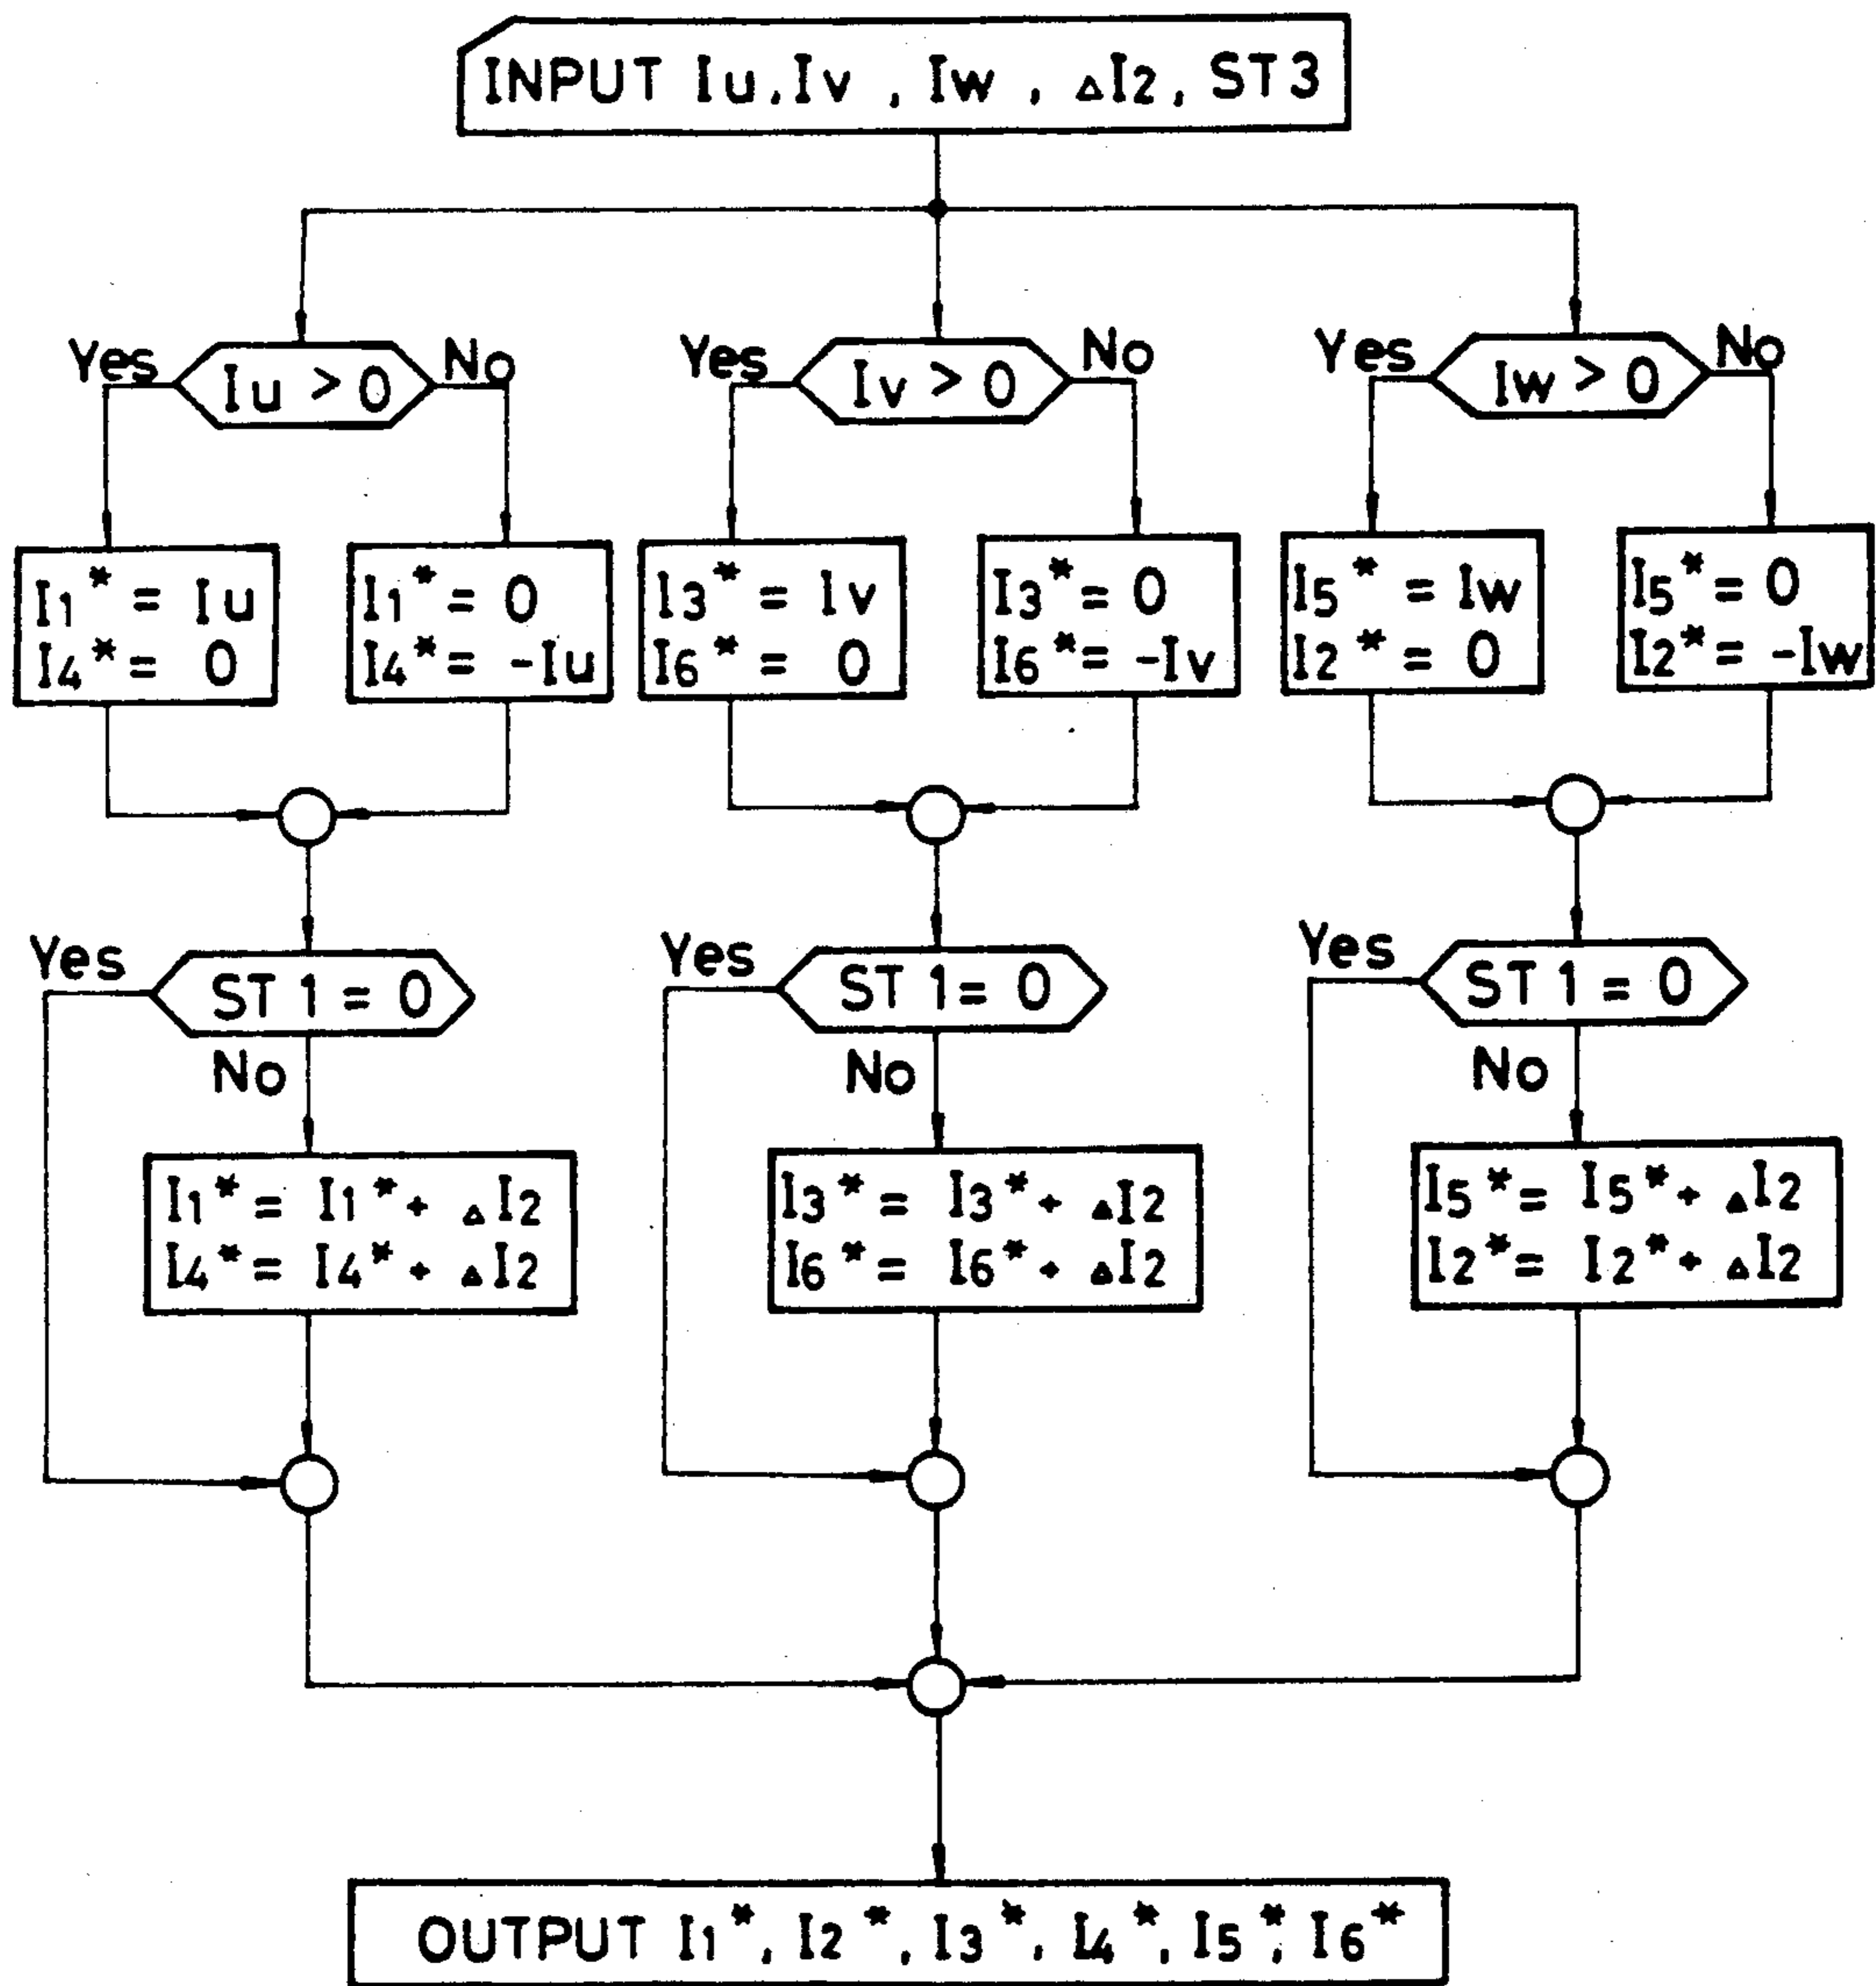 INPUT Iu, Iv, Iw, ΔI2, ST3
Yes
Iu > 0
No
Yes
Iv > 0
No
Yes
Iw > 0
No
I1* = Iu
I4* = 0
I1* = 0
I4* = -Iu
I3* = Iv
I6* = 0
I3* = 0
I6* = -Iv
I5* = Iw
I2* = 0
I5* = 0
I2* = -Iw
Yes
ST1 = 0
No
Yes
ST1 = 0
No
Yes
ST1 = 0
No
I1* = I1* + ΔI2
I4* = I4* + ΔI2
I3* = I3* + ΔI2
I6* = I6* + ΔI2
I5* = I5* + ΔI2
I2* = I2* + ΔI2
OUTPUT I1*, I2*, I3*, I4*, I5*, I6*